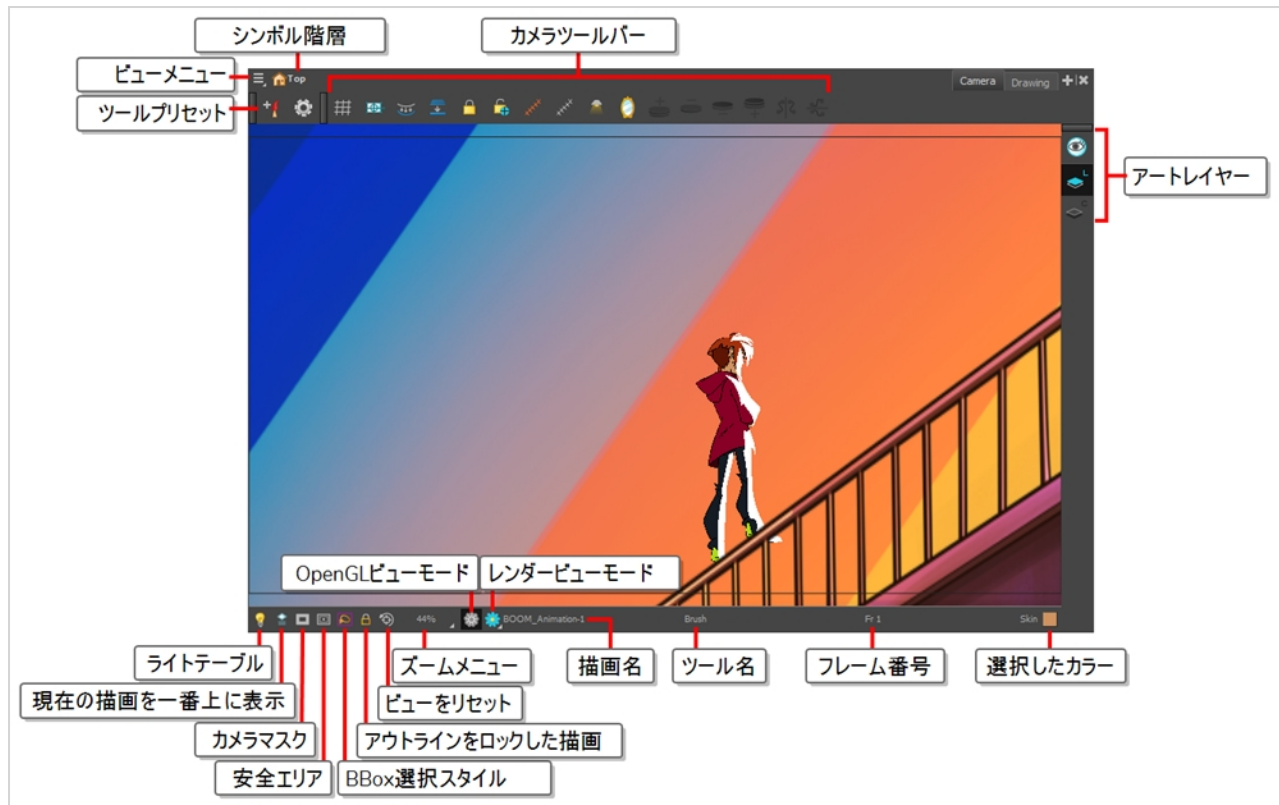 シンボル階層
カメラツールバー
ビューメニュー
Top
Camera
Drawing
ツールプリセット
アートレイヤー
L
C
OpenGLビューモード
レンダービューモード
44%
BOOM_Animation-1
Brush
Fr 1
Skin
ライトテーブル
ズームメニュー
描画名
ツール名
フレーム番号
選択したカラー
現在の描画を一番上に表示
ビューをリセット
カメラマスク
アウトラインをロックした描画
安全エリア
BBox選択スタイル